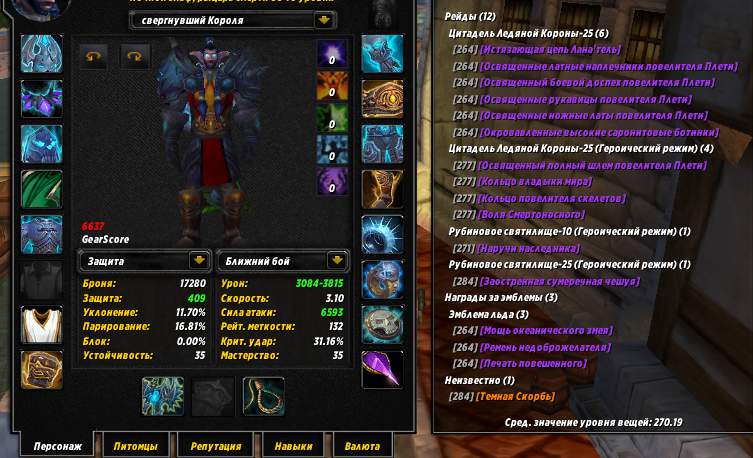 свергнувший Короля
0
0
0
0
0
6637
GearScore
Защита
Броня: 17280
Защита: 409
Уклонение: 11.70%
Парирование: 16.81%
Блок: 0.00%
Устойчивость: 35
Ближний бой
Урон: 3084-3815
Скорость: 3.10
Сила атаки: 6593
Рейт. меткости: 132
Крит. удар: 31.16%
Мастерство: 35
Персонаж
Питомцы
Репутация
Навыки
Валюта
Рейды (12)
Цитадель Ледяной Короны-25 (6)
[264] [Истязающая цепь Лана'тель]
[264] [Освященные латные наплечники повелителя Плети]
[264] [Освященный боевой доспех повелителя Плети]
[264] [Освященные рукавицы повелителя Плети]
[264] [Освященные ножные латы повелителя Плети]
[264] [Окровавленные высокие саронитовые ботинки]
Цитадель Ледяной Короны-25 (Героический режим) (4)
[277] [Освященный полный шлем повелителя Плети]
[277] [Кольцо владыки мира]
[277] [Кольцо повелителя скелетов]
[277] [Воля Смертоносного]
Рубиновое святилище-10 (Героический режим) (1)
[271] [Наручи наследника]
Рубиновое святилище-25 (Героический режим) (1)
[284] [Заостренная сумеречная чешуя]
Награды за эмблемы (3)
Эмблема льда (3)
[264] [Мощь океанического змея]
[264] [Ремень недоброжелателя]
[264] [Печать повешенного]
Неизвестно (1)
[284] [Темная Скорбь]
Сред. значение уровня вещей: 270.19